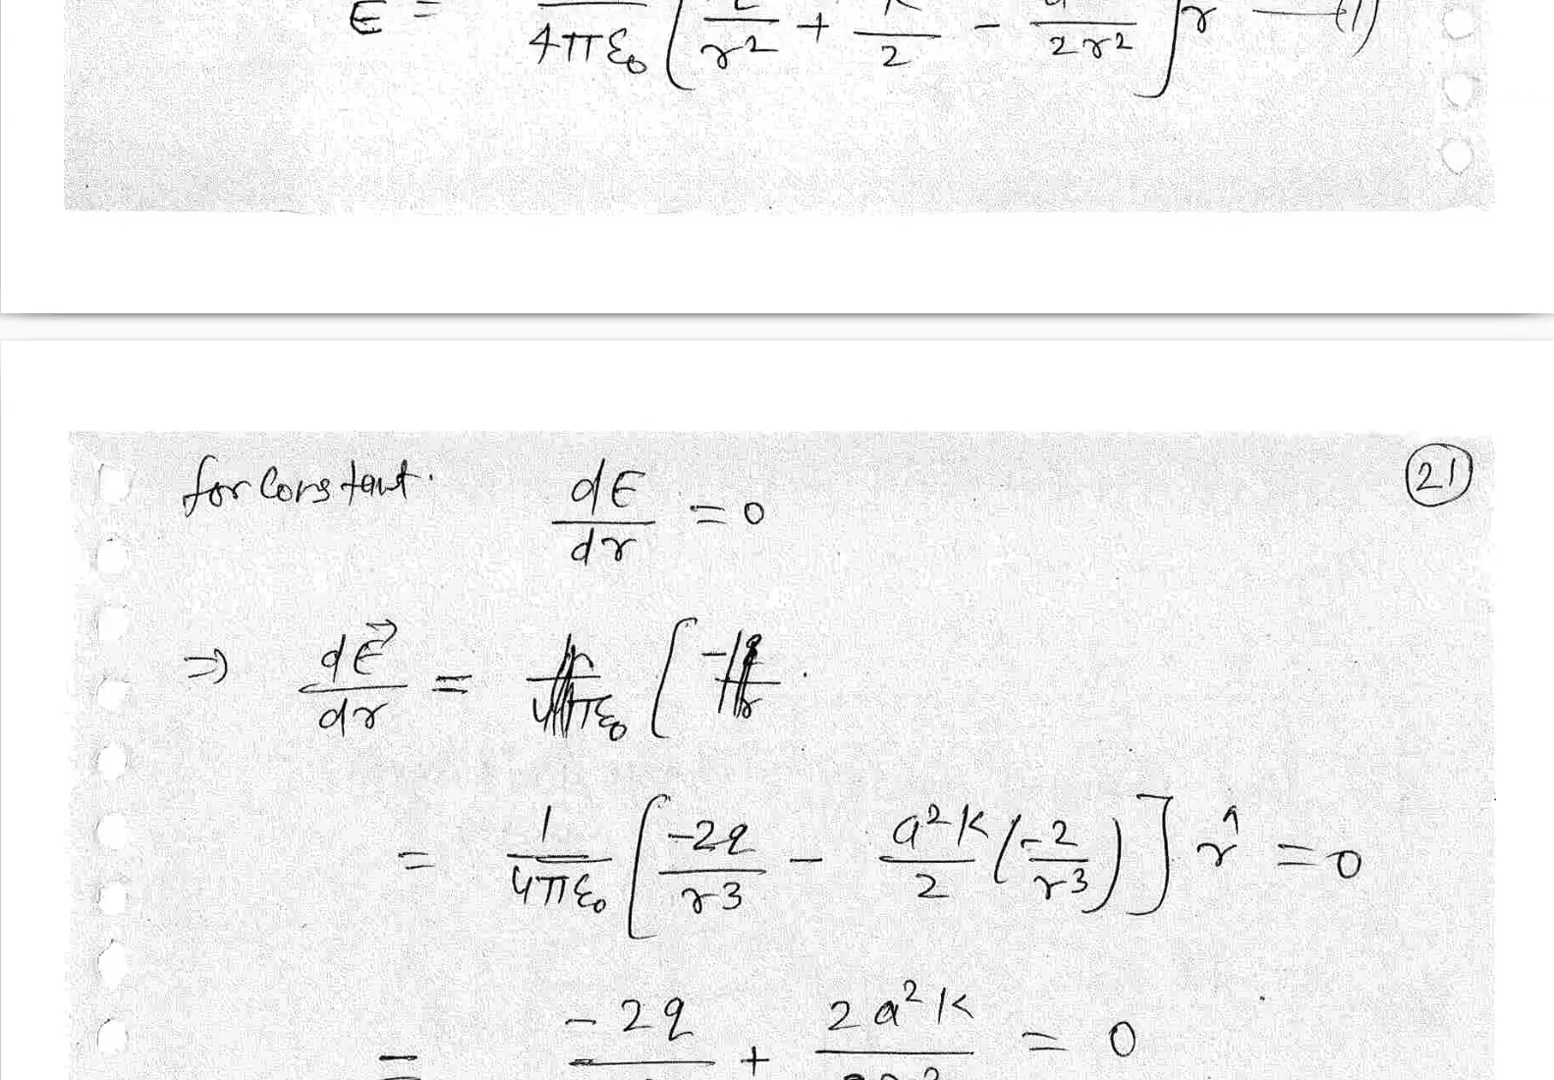 E = 4πε₀ [ r² + 2 - 2r² ] r — (1)
for constant. dE/dr = 0
21
⇒ dE⃗/dr =
= 1/4πε₀ [ -2q/r³ - a²k/2 (-2/r³) ] r̂ = 0
= -2q + 2a²k = 0